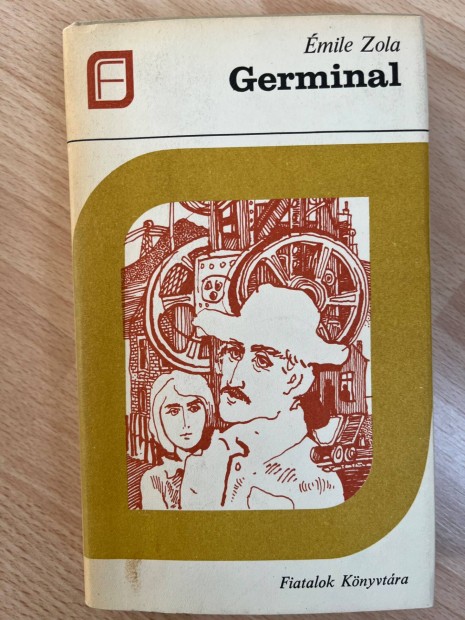 F
Émile Zola
Germinal
Fiatalok Könyvtára